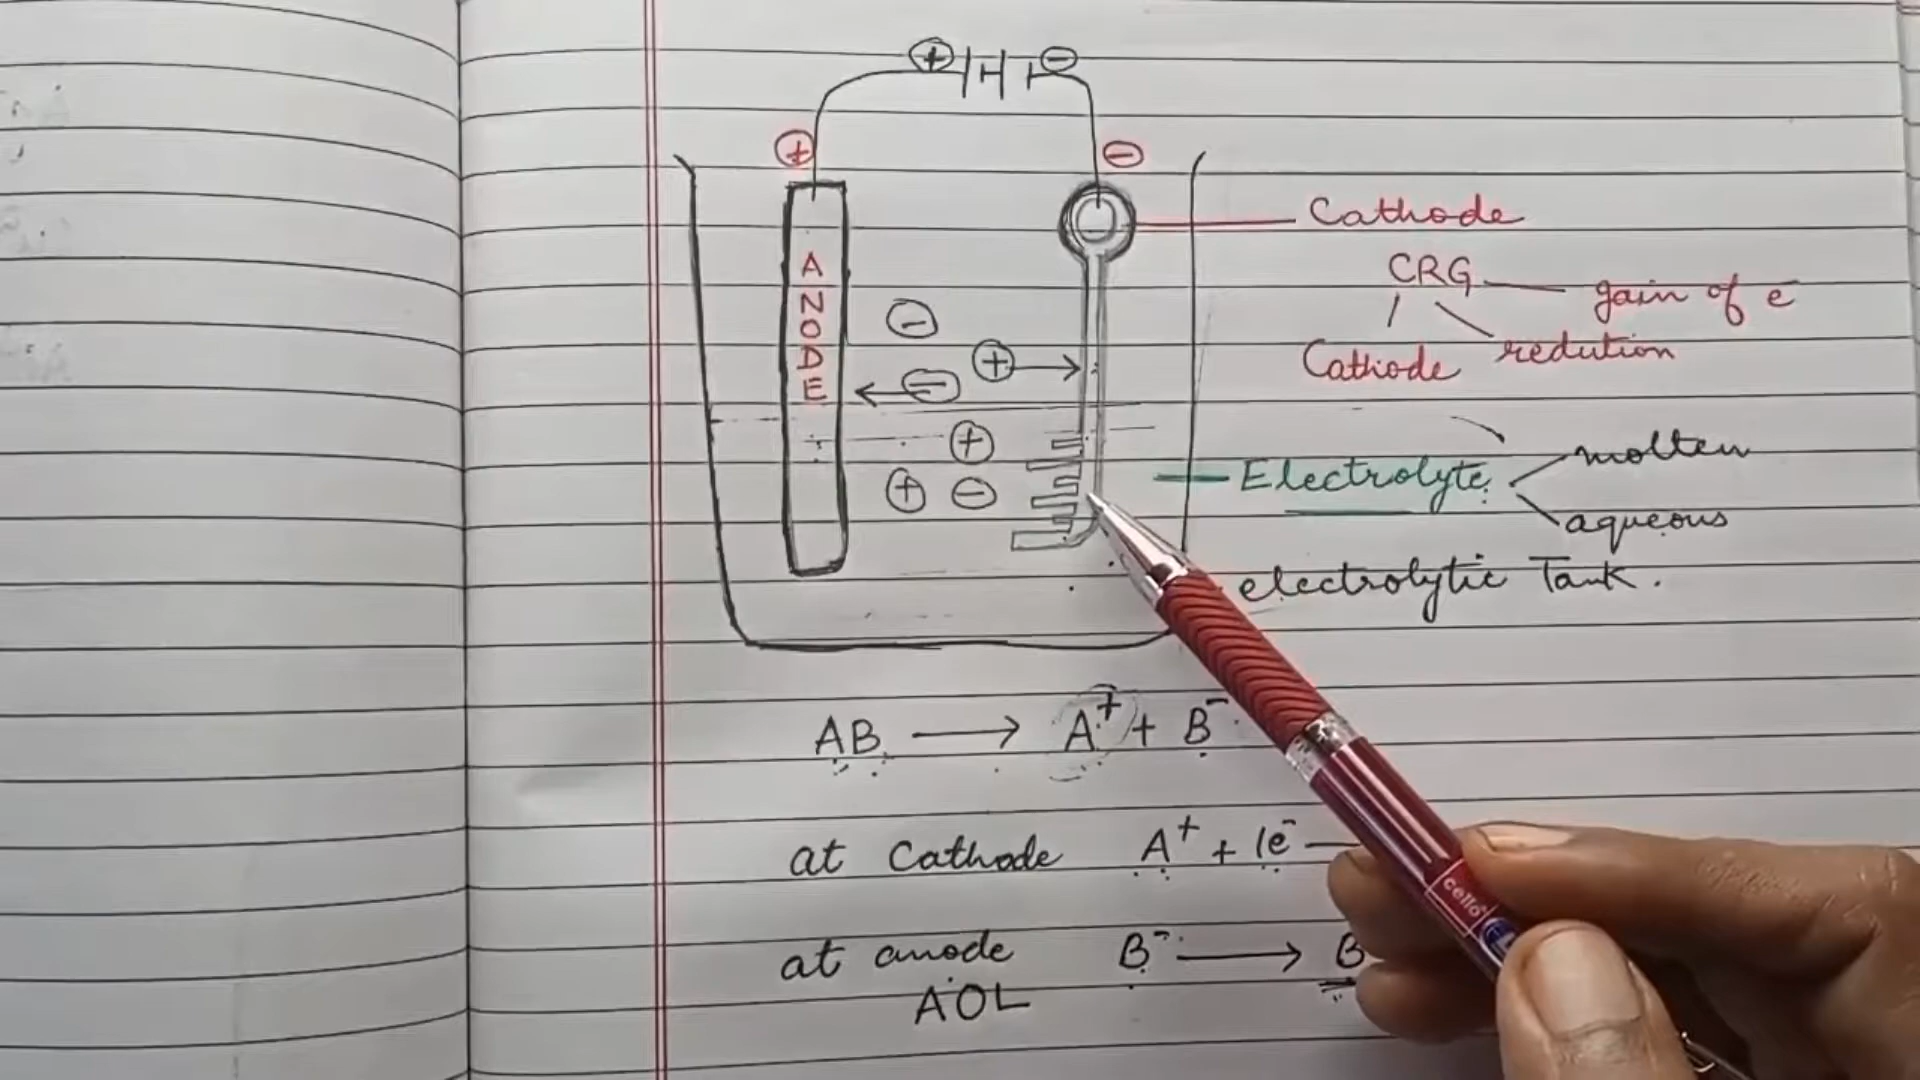 + -
+ -
ANODE
Cathode
CRG
gain of e
Cathode
redution
-
+
-
+
+ -
Electrolyte
molten
aqueous
electrolytic Tank.
AB → A⁺ + B⁻
at Cathode A⁺ + 1e⁻
at anode B⁻ → B
AOL
cello